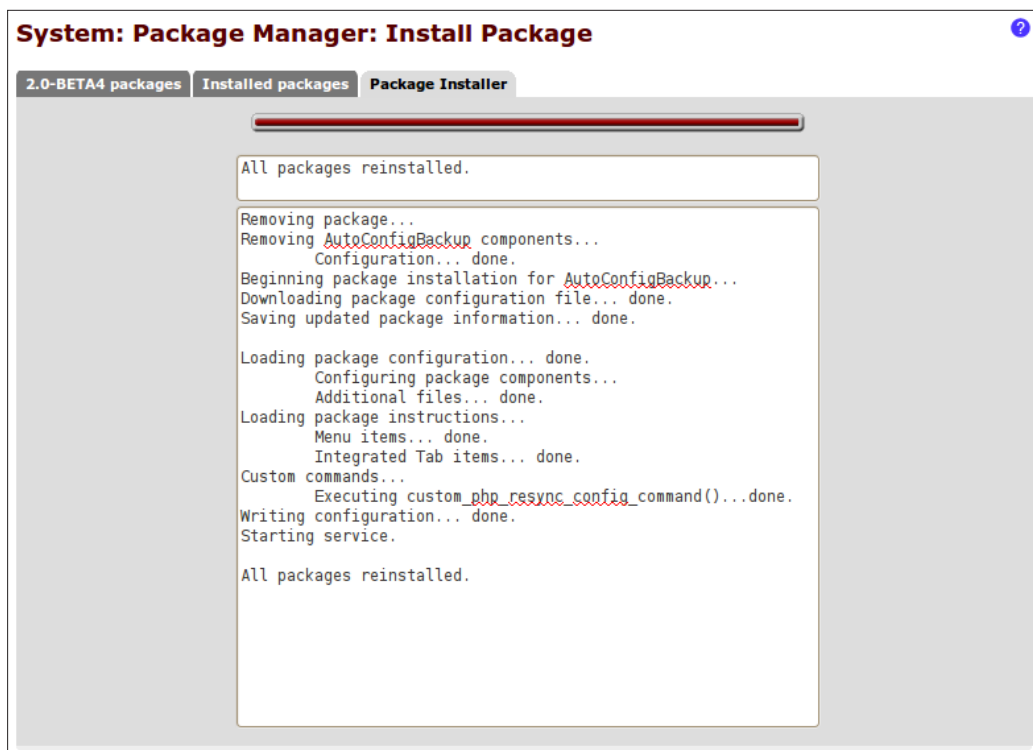 System: Package Manager: Install Package
?
2.0-BETA4 packages
Installed packages
Package Installer
All packages reinstalled.
Removing package...
Removing AutoConfigBackup components...
Configuration... done.
Beginning package installation for AutoConfigBackup...
Downloading package configuration file... done.
Saving updated package information... done.
Loading package configuration... done.
Configuring package components...
Additional files... done.
Loading package instructions...
Menu items... done.
Integrated Tab items... done.
Custom commands...
Executing custom_php_resync_config_command()...done.
Writing configuration... done.
Starting service.
All packages reinstalled.